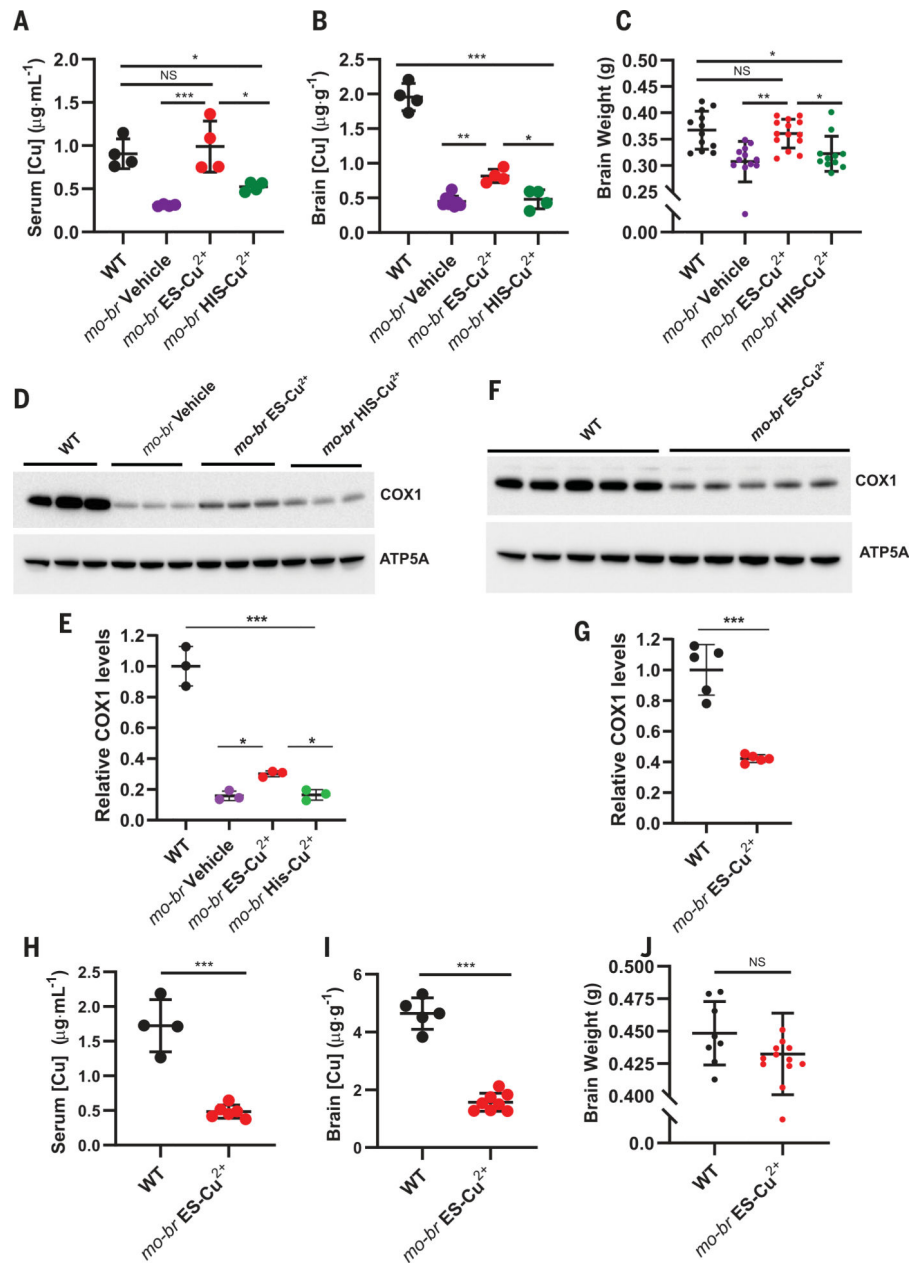 A
Serum [Cu] (µg·mL⁻¹)
2.0
1.5
1.0
0.5
0.0
*
NS
***
*
WT
mo-br Vehicle
mo-br ES-Cu²⁺
mo-br HIS-Cu²⁺
B
Brain [Cu] (µg·g⁻¹)
2.5
2.0
1.5
1.0
0.5
0.0
***
**
*
WT
mo-br Vehicle
mo-br ES-Cu²⁺
mo-br HIS-Cu²⁺
C
Brain Weight (g)
0.50
0.45
0.40
0.35
0.30
0.25
0.00
*
NS
**
*
WT
mo-br Vehicle
mo-br ES-Cu²⁺
mo-br HIS-Cu²⁺
D
WT
mo-br Vehicle
mo-br ES-Cu²⁺
mo-br HIS-Cu²⁺
COX1
ATP5A
F
WT
mo-br ES-Cu²⁺
COX1
ATP5A
E
Relative COX1 levels
1.2
1.0
0.8
0.6
0.4
0.2
0.0
***
*
*
WT
mo-br Vehicle
mo-br ES-Cu²⁺
mo-br His-Cu²⁺
G
Relative COX1 levels
1.2
1.0
0.8
0.6
0.4
0.2
0.0
***
WT
mo-br ES-Cu²⁺
H
Serum [Cu] (µg·mL⁻¹)
2.5
2.0
1.5
1.0
0.5
0.0
***
WT
mo-br ES-Cu²⁺
I
Brain [Cu] (µg·g⁻¹)
6
4
2
0
***
WT
mo-br ES-Cu²⁺
J
Brain Weight (g)
0.500
0.475
0.450
0.425
0.400
0.0
NS
WT
mo-br ES-Cu²⁺